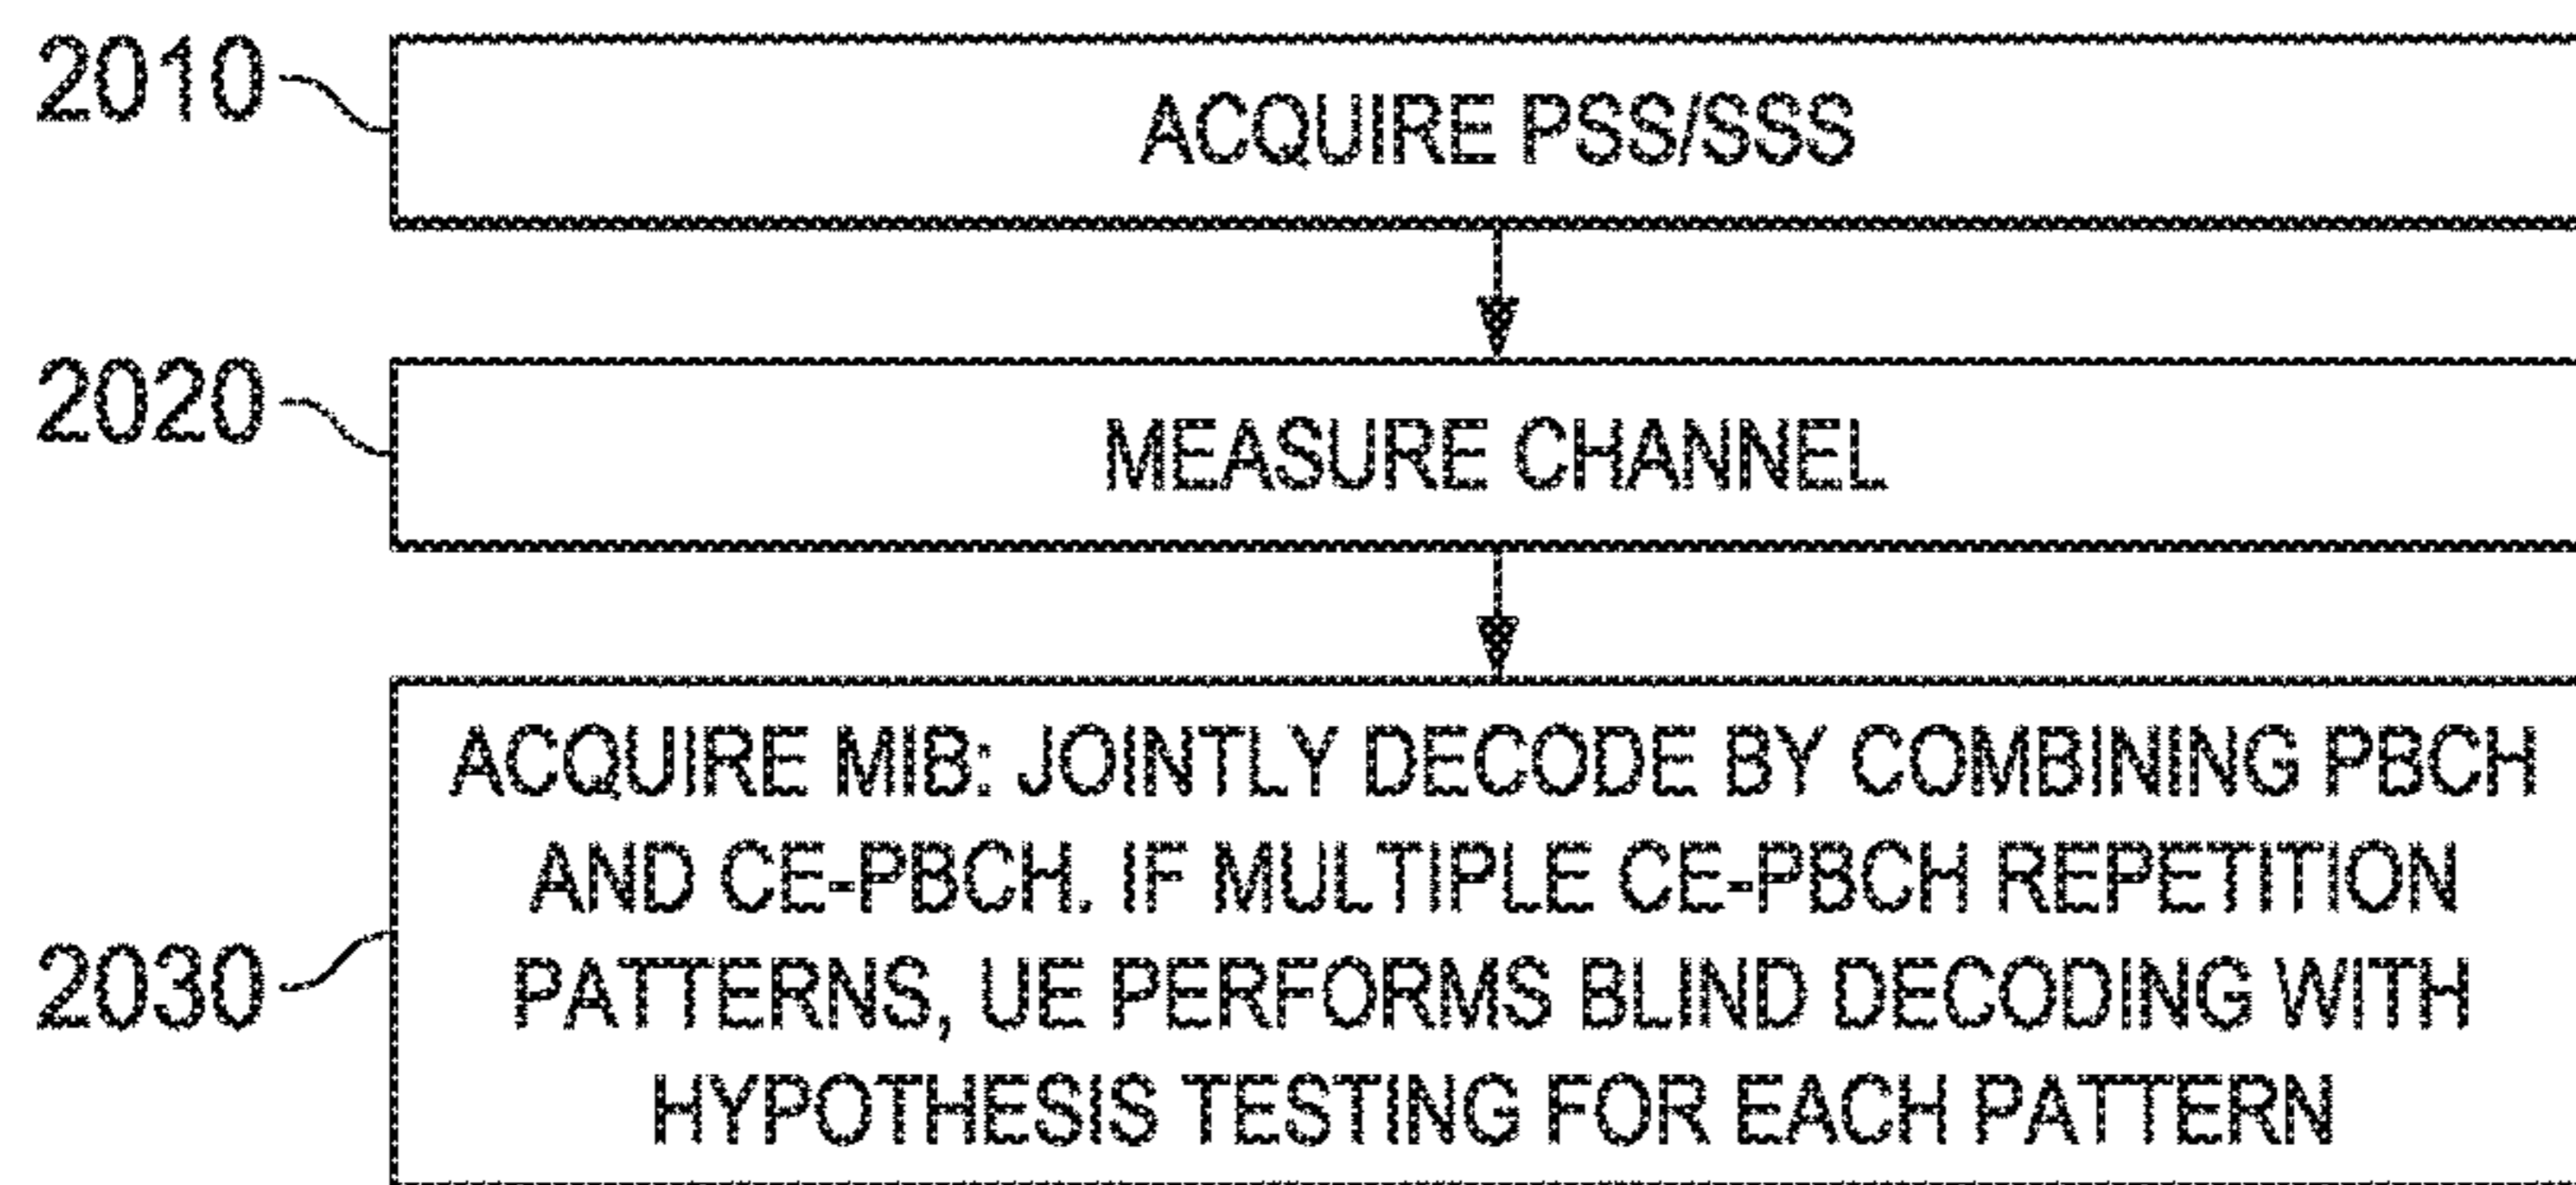 2010
ACQUIRE PSS/SSS
2020
MEASURE CHANNEL
2030
ACQUIRE MIB: JOINTLY DECODE BY COMBINING PBCH
AND CE-PBCH. IF MULTIPLE CE-PBCH REPETITION
PATTERNS, UE PERFORMS BLIND DECODING WITH
HYPOTHESIS TESTING FOR EACH PATTERN